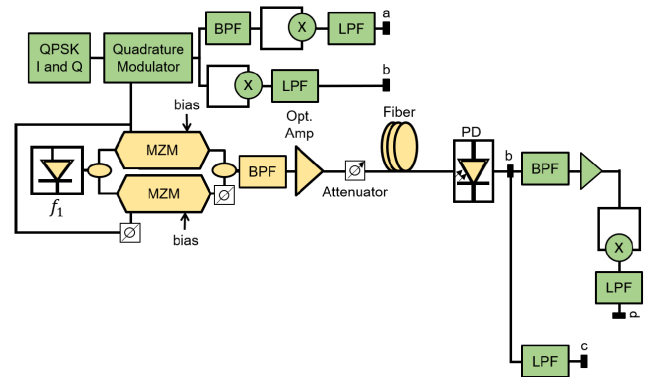 a
BPF
X
LPF
QPSK
I and Q
Quadrature
Modulator
b
X
LPF
bias
Opt.
Amp
Fiber
MZM
PD
b
BPF
f₁
MZM
BPF
Attenuator
bias
X
LPF
d
c
LPF